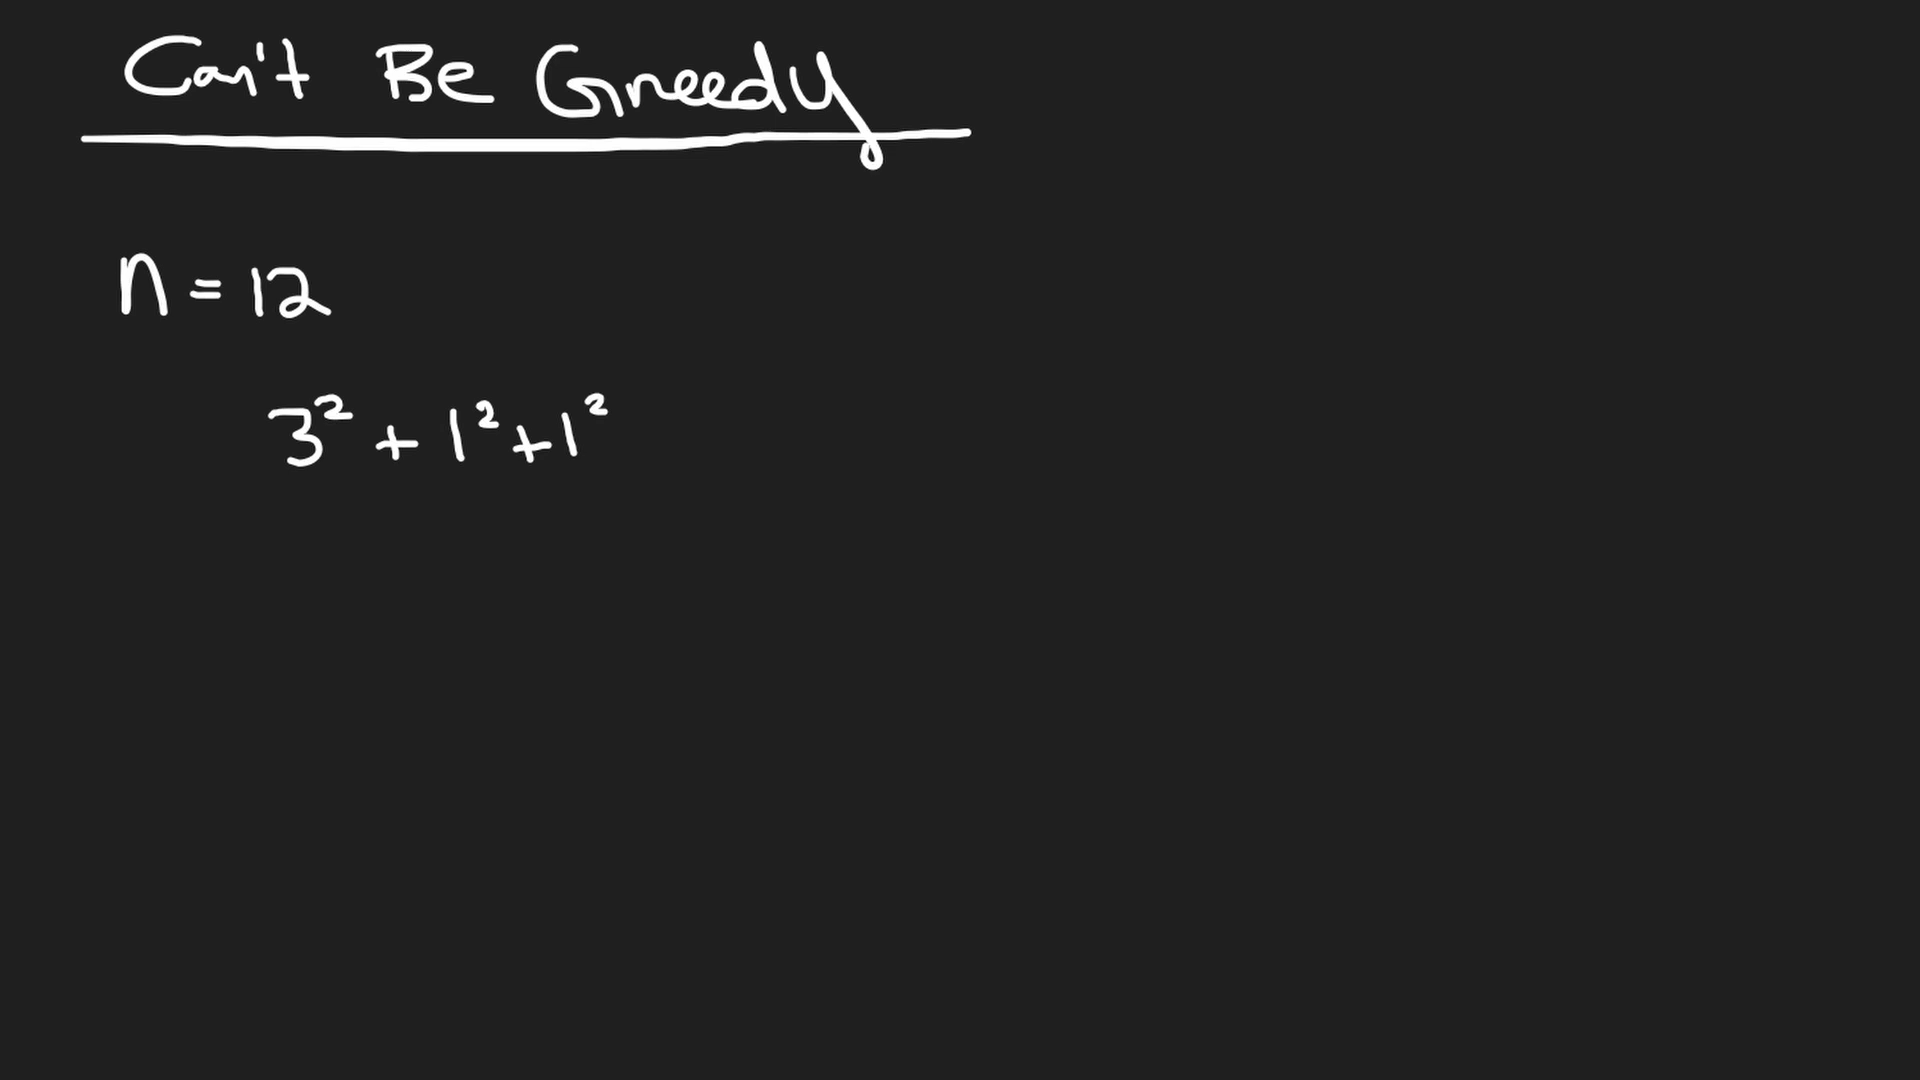 Can't Be Greedy
n = 12
3² + 1² + 1²